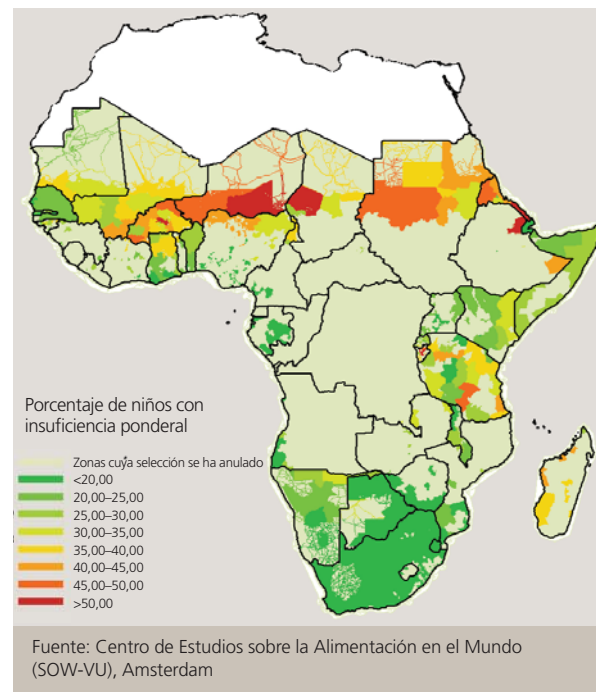 Porcentaje de niños con
insuficiencia ponderal
Zonas cuya selección se ha anulado
<20,00
20,00–25,00
25,00–30,00
30,00–35,00
35,00–40,00
40,00–45,00
45,00–50,00
>50,00
Fuente: Centro de Estudios sobre la Alimentación en el Mundo
(SOW-VU), Amsterdam